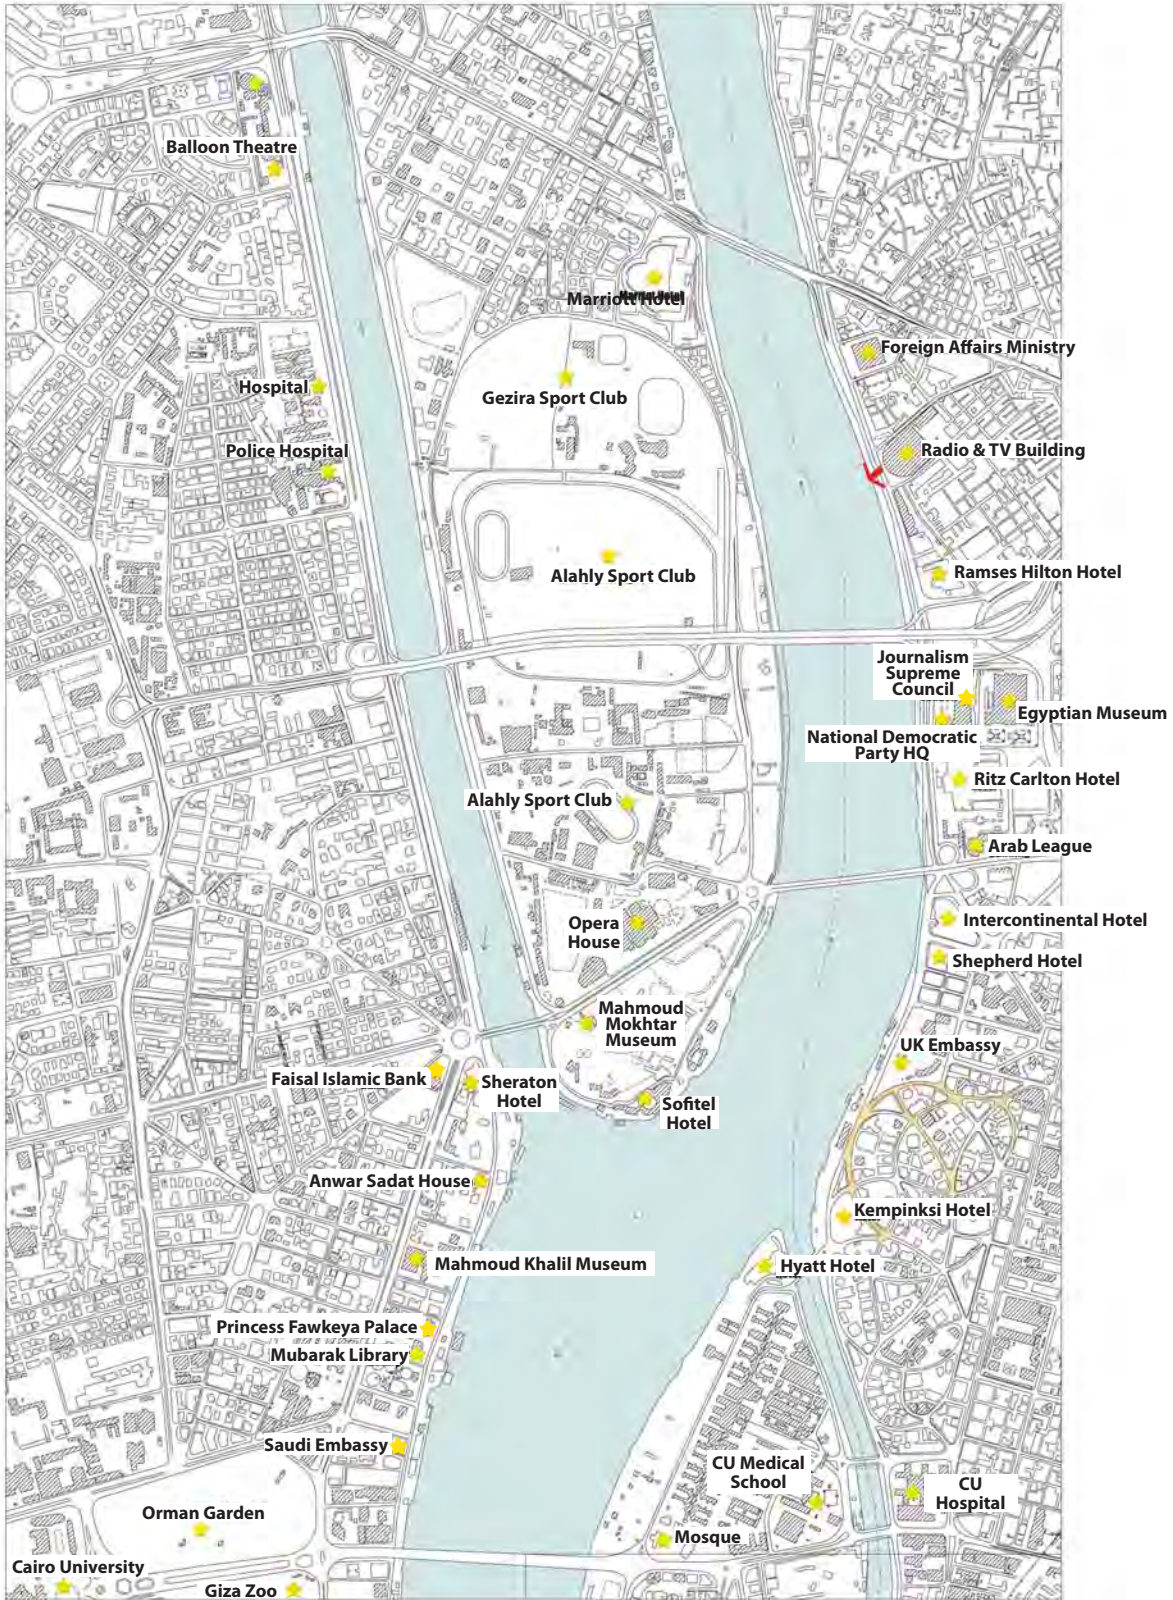 Balloon Theatre
Marriott Hotel
Foreign Affairs Ministry
Hospital
Gezira Sport Club
Police Hospital
Radio & TV Building
Alahly Sport Club
Ramses Hilton Hotel
Journalism
Supreme
Council
Egyptian Museum
National Democratic
Party HQ
Ritz Carlton Hotel
Alahly Sport Club
Arab League
Opera
House
Intercontinental Hotel
Shepherd Hotel
Mahmoud
Mokhtar
Museum
UK Embassy
Faisal Islamic Bank
Sheraton
Hotel
Sofitel
Hotel
Anwar Sadat House
Kempinksi Hotel
Mahmoud Khalil Museum
Hyatt Hotel
Princess Fawkeya Palace
Mubarak Library
Saudi Embassy
CU Medical
School
CU
Hospital
Orman Garden
Mosque
Cairo University
Giza Zoo